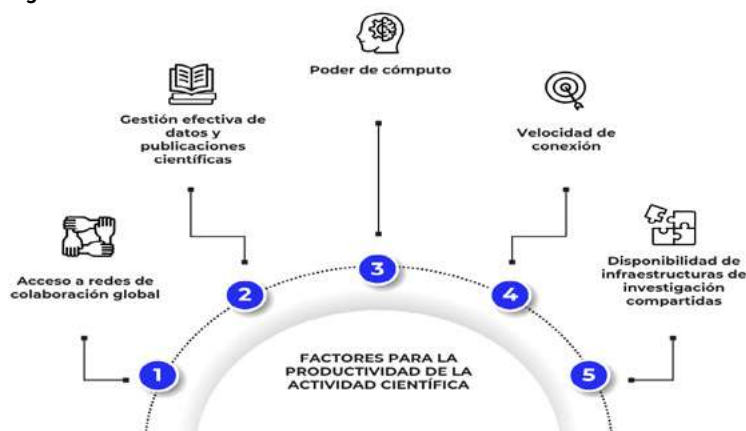 Acceso a redes de
colaboración global
1
Gestión efectiva de
datos y
publicaciones
científicas
2
Poder de cómputo
3
Velocidad de
conexión
4
Disponibilidad de
infraestructuras de
investigación
compartidas
5
FACTORES PARA LA
PRODUCTIVIDAD DE LA
ACTIVIDAD CIENTÍFICA